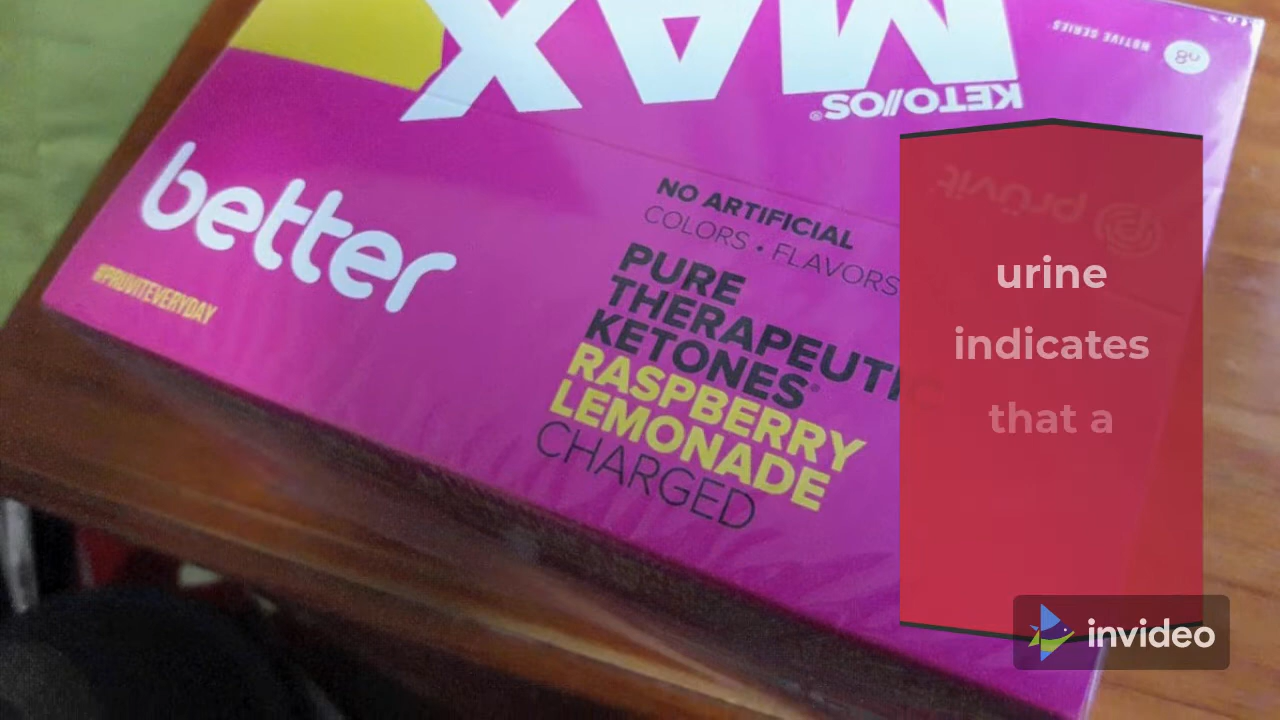 MAX
KETO//OS®
NATIVE SERIES
better
#PRUVITEVERYDAY
NO ARTIFICIAL
COLORS • FLAVORS
PURE
THERAPEUTIC
KETONES®
RASPBERRY
LEMONADE
CHARGED
prüvit
urine
indicates
that a
invideo